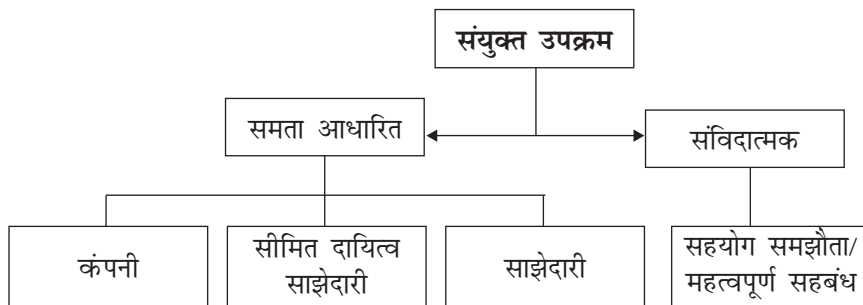 संयुक्त उपक्रम
समता आधारित
संविदात्मक
कंपनी
सीमित दायित्व
साझेदारी
साझेदारी
सहयोग समझौता/
महत्वपूर्ण सहबंध